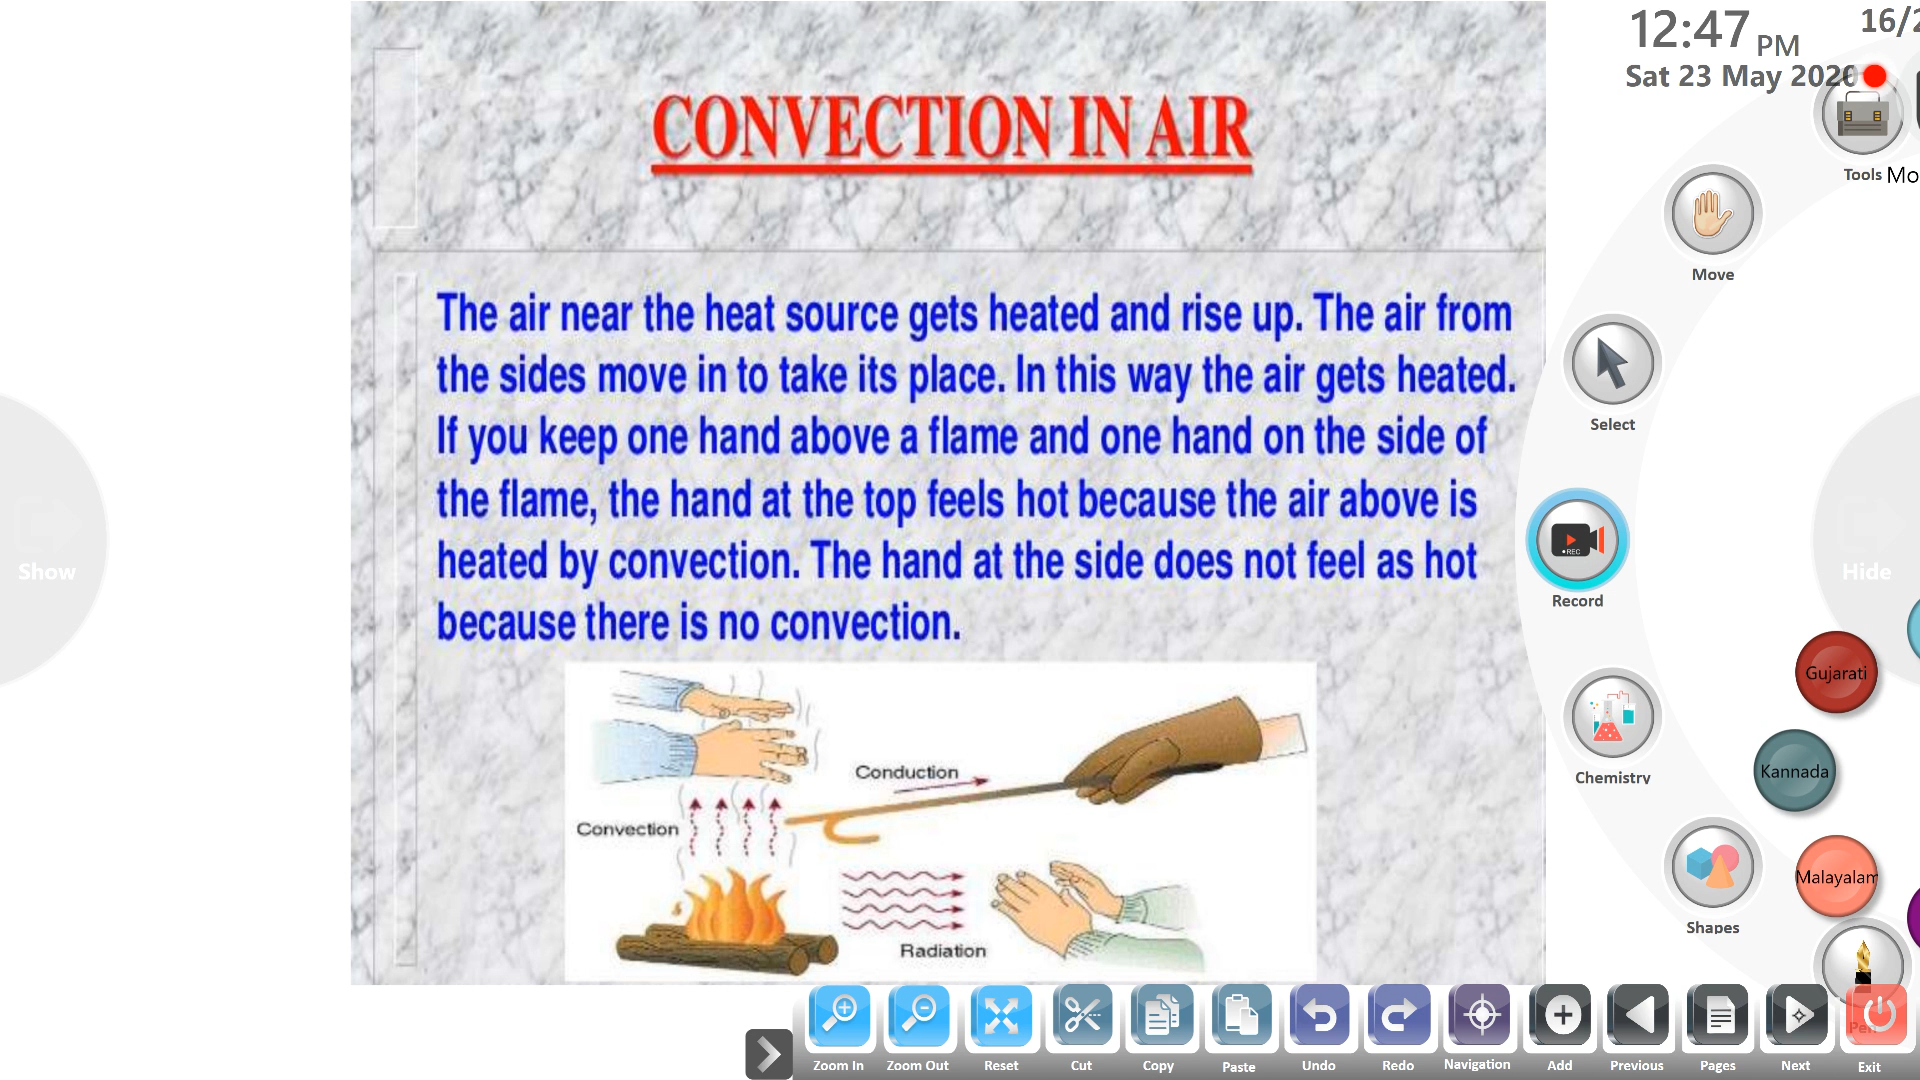 12:47 PM
16/2
Sat 23 May 2020
CONVECTION IN AIR
The air near the heat source gets heated and rise up. The air from
the sides move in to take its place. In this way the air gets heated.
If you keep one hand above a flame and one hand on the side of
the flame, the hand at the top feels hot because the air above is
heated by convection. The hand at the side does not feel as hot
because there is no convection.
Conduction
Convection
Radiation
Show
Tools
Mo
Move
Select
REC
Record
Hide
Gujarati
Chemistry
Kannada
Malayalam
Shapes
Pen
Zoom In
Zoom Out
Reset
Cut
Copy
Paste
Undo
Redo
Navigation
Add
Previous
Pages
Next
Exit